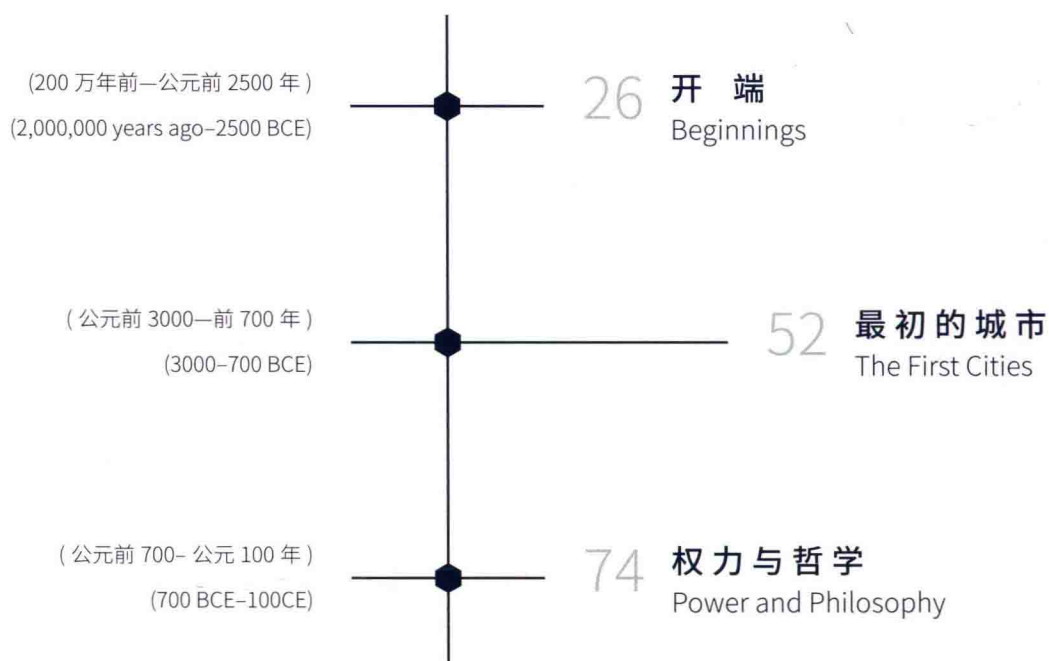 (200 万年前—公元前 2500 年 )
(2,000,000 years ago–2500 BCE)
26
开 端
Beginnings
( 公元前 3000—前 700 年 )
(3000–700 BCE)
52
最初的城市
The First Cities
( 公元前 700– 公元 100 年 )
(700 BCE–100CE)
74
权力与哲学
Power and Philosophy